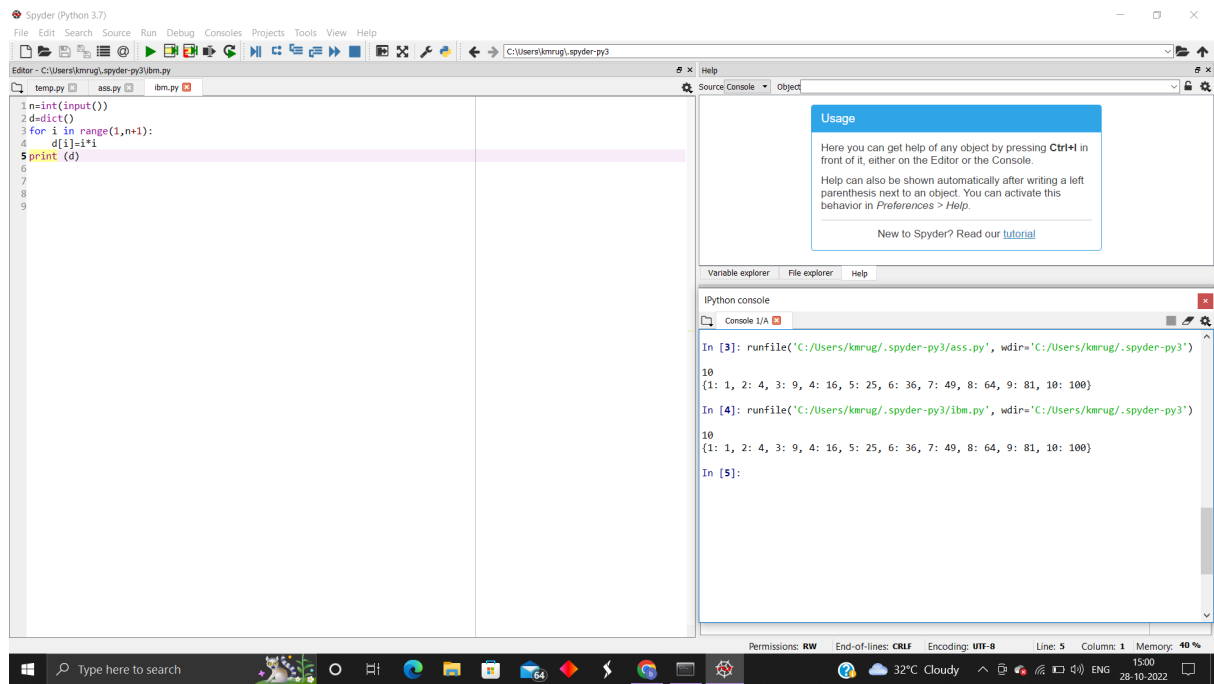 Spyder (Python 3.7)
File Edit Search Source Run Debug Consoles Projects Tools View Help
C:\Users\kmrug\.spyder-py3
Editor - C:\Users\kmrug\.spyder-py3\ibm.py
temp.py ass.py ibm.py
1 n=int(input())
2 d=dict()
3 for i in range(1,n+1):
4     d[i]=i*i
5 print (d)
6
7
8
9
Help
Source Console Object
Usage
Here you can get help of any object by pressing Ctrl+I in
front of it, either on the Editor or the Console.
Help can also be shown automatically after writing a left
parenthesis next to an object. You can activate this
behavior in Preferences > Help.
New to Spyder? Read our tutorial
Variable explorer File explorer Help
IPython console
Console 1/A
In [3]: runfile('C:/Users/kmrug/.spyder-py3/ass.py', wdir='C:/Users/kmrug/.spyder-py3')
10
{1: 1, 2: 4, 3: 9, 4: 16, 5: 25, 6: 36, 7: 49, 8: 64, 9: 81, 10: 100}
In [4]: runfile('C:/Users/kmrug/.spyder-py3/ibm.py', wdir='C:/Users/kmrug/.spyder-py3')
10
{1: 1, 2: 4, 3: 9, 4: 16, 5: 25, 6: 36, 7: 49, 8: 64, 9: 81, 10: 100}
In [5]:
Permissions: RW End-of-lines: CRLF Encoding: UTF-8 Line: 5 Column: 1 Memory: 40 %
Type here to search
64
32°C Cloudy
ENG
15:00
28-10-2022